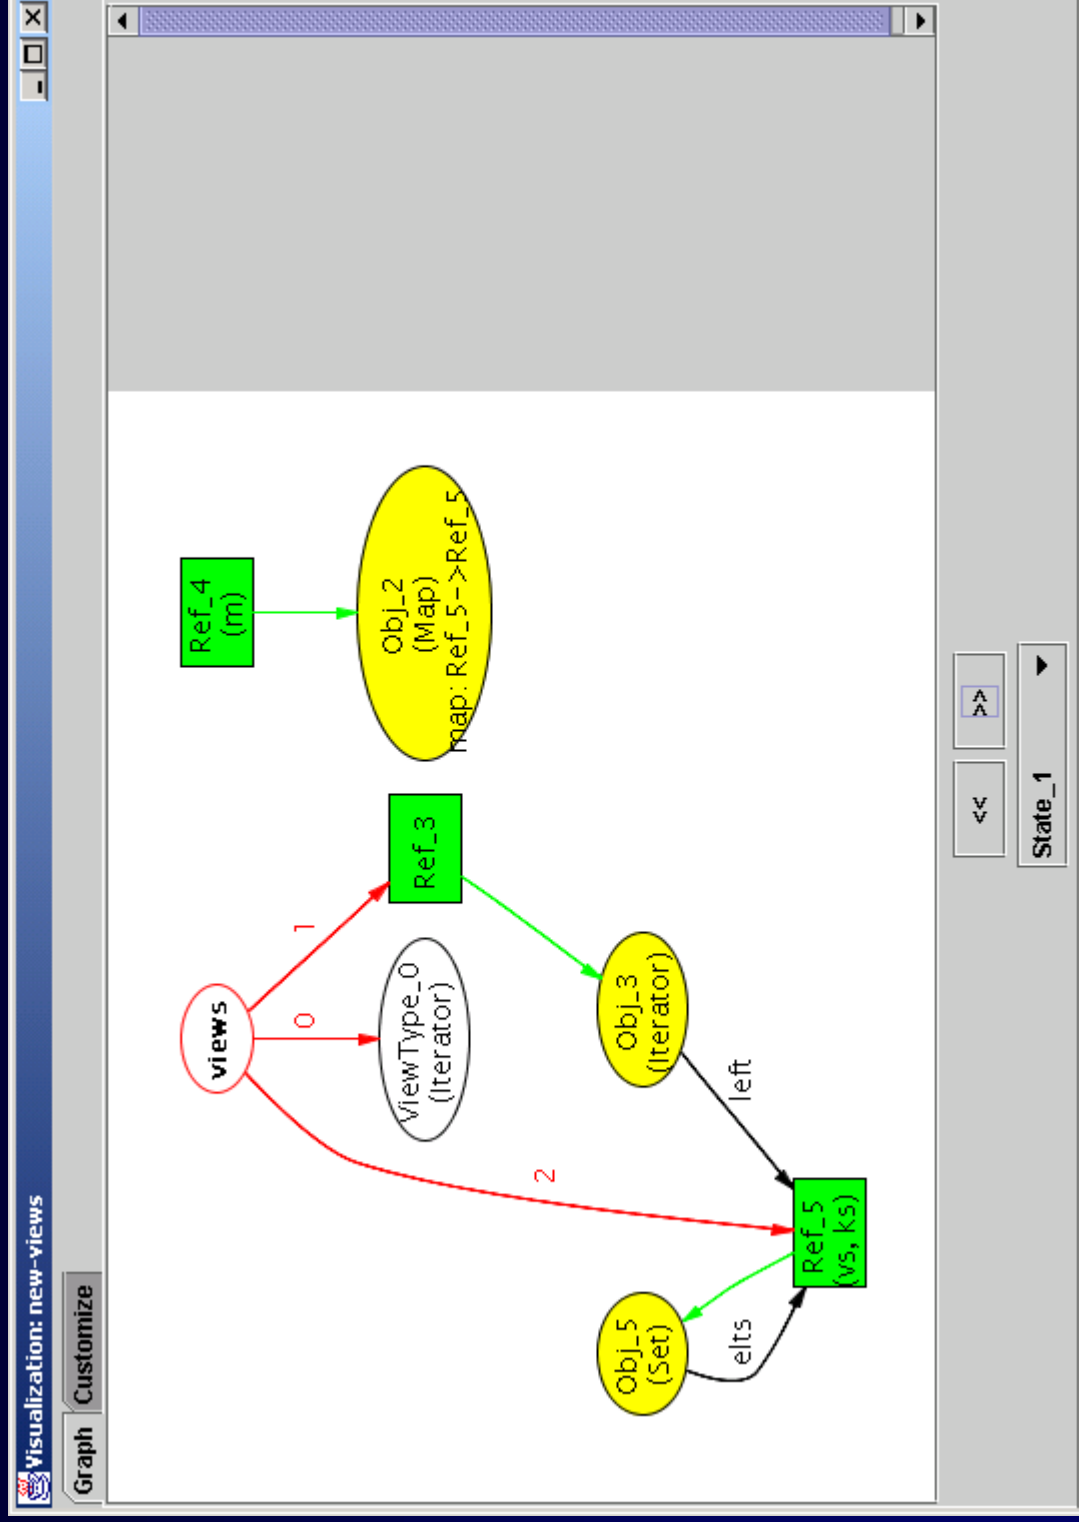 Visualization: new-views
Graph
Customize
views
Ref_4
(m)
0
1
2
ViewType_0
(Iterator)
Ref_3
Obj_2
(Map)
map: Ref_5->Ref_5
Obj_5
(Set)
Obj_3
(Iterator)
elts
left
Ref_5
(vs, ks)
<<
>>
State_1